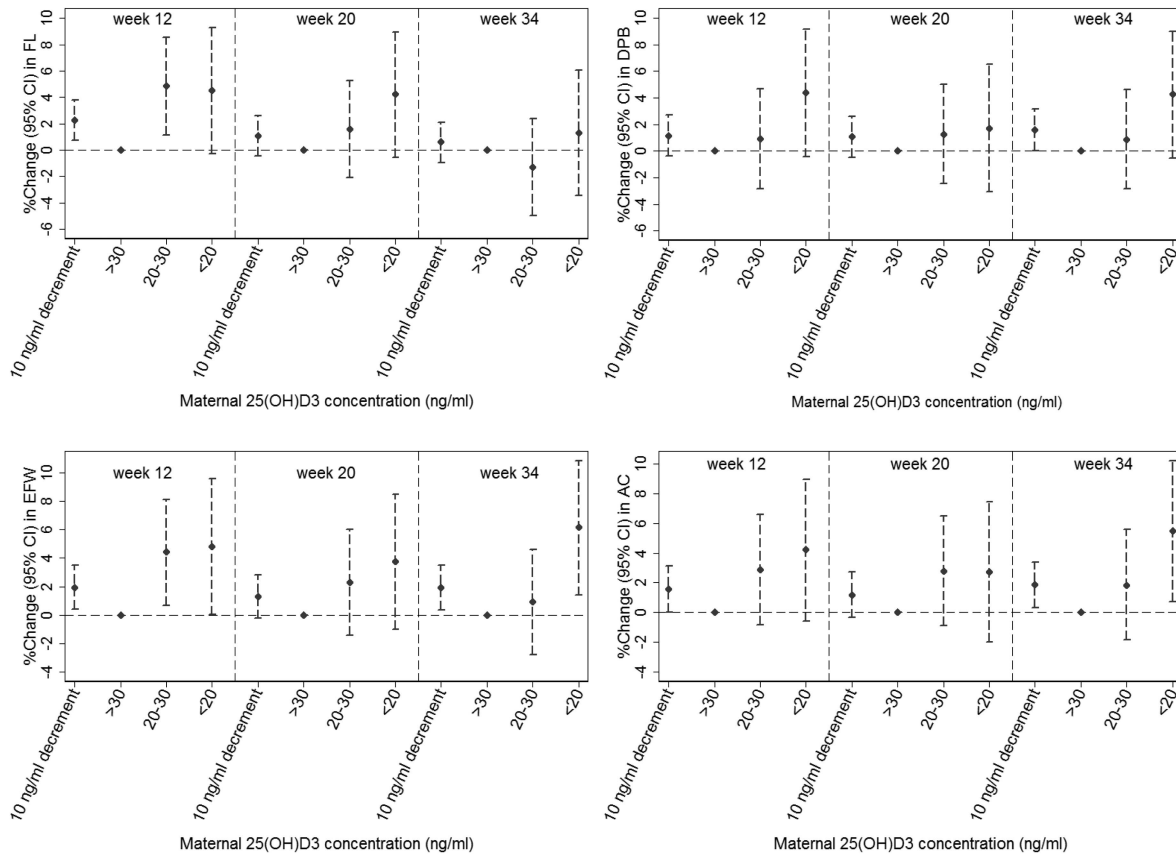 %Change (95% CI) in FL
10
8
6
4
2
0
-2
-4
-6
week 12
week 20
week 34
10 ng/ml decrement
>30
20-30
<20
10 ng/ml decrement
>30
20-30
<20
10 ng/ml decrement
>30
20-30
<20
Maternal 25(OH)D3 concentration (ng/ml)
%Change (95% CI) in DPB
10
8
6
4
2
0
-2
-4
-6
week 12
week 20
week 34
10 ng/ml decrement
>30
20-30
<20
10 ng/ml decrement
>30
20-30
<20
10 ng/ml decrement
>30
20-30
<20
Maternal 25(OH)D3 concentration (ng/ml)
%Change (95% CI) in EFW
10
8
6
4
2
0
-2
-4
week 12
week 20
week 34
10 ng/ml decrement
>30
20-30
<20
10 ng/ml decrement
>30
20-30
<20
10 ng/ml decrement
>30
20-30
<20
Maternal 25(OH)D3 concentration (ng/ml)
%Change (95% CI) in AC
10
8
6
4
2
0
-2
-4
week 12
week 20
week 34
10 ng/ml decrement
>30
20-30
<20
10 ng/ml decrement
>30
20-30
<20
10 ng/ml decrement
>30
20-30
<20
Maternal 25(OH)D3 concentration (ng/ml)